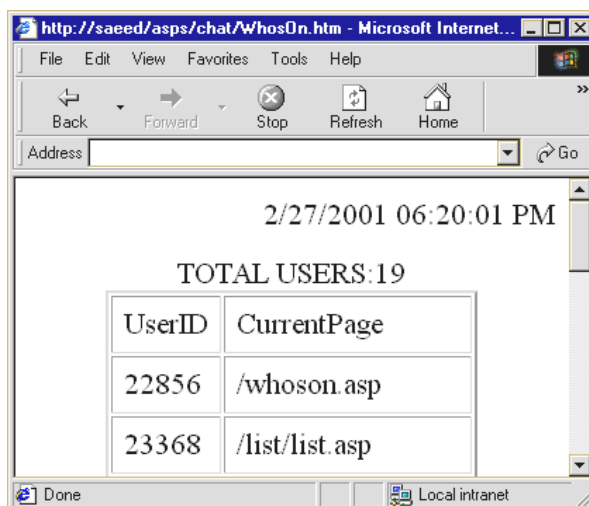 http://saeed/asps/chat/WhosOn.htm - Microsoft Internet...
File Edit View Favorites Tools Help
Back Forward Stop Refresh Home »
Address Go
2/27/2001 06:20:01 PM
TOTAL USERS:19
UserID CurrentPage
22856 /whoson.asp
23368 /list/list.asp
Done Local intranet